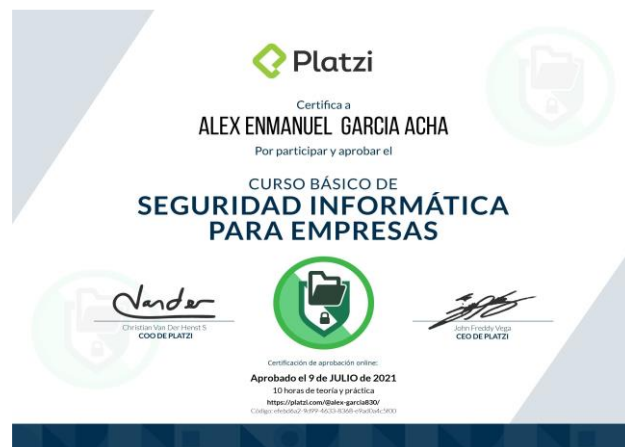 Platzi
Certifica a
ALEX ENMANUEL GARCIA ACHA
Por participar y aprobar el
CURSO BÁSICO DE
SEGURIDAD INFORMÁTICA
PARA EMPRESAS
Christian Van Der Henst S
COO DE PLATZI
John Freddy Vega
CEO DE PLATZI
Certificación de aprobación online:
Aprobado el 9 de JULIO de 2021
10 horas de teoría y práctica
https://platzi.com/@alex-garcia830/
Código: